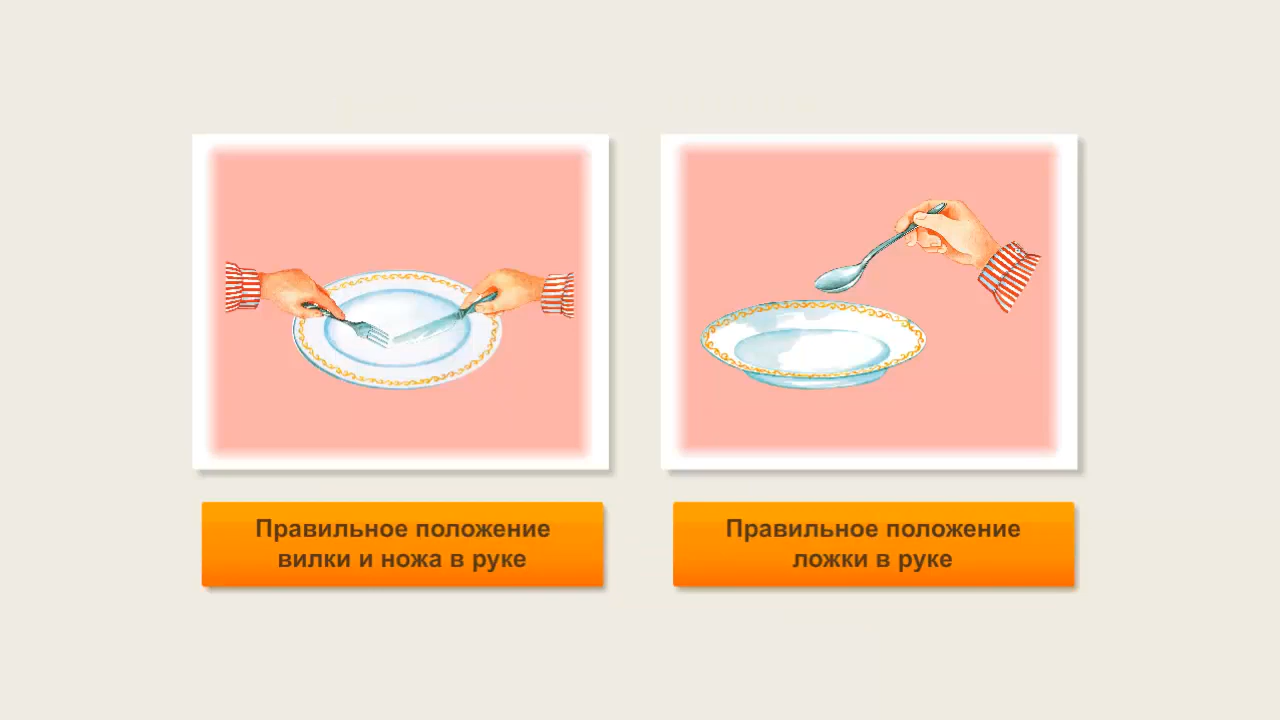 Правильное положение
вилки и ножа в руке
Правильное положение
ложки в руке